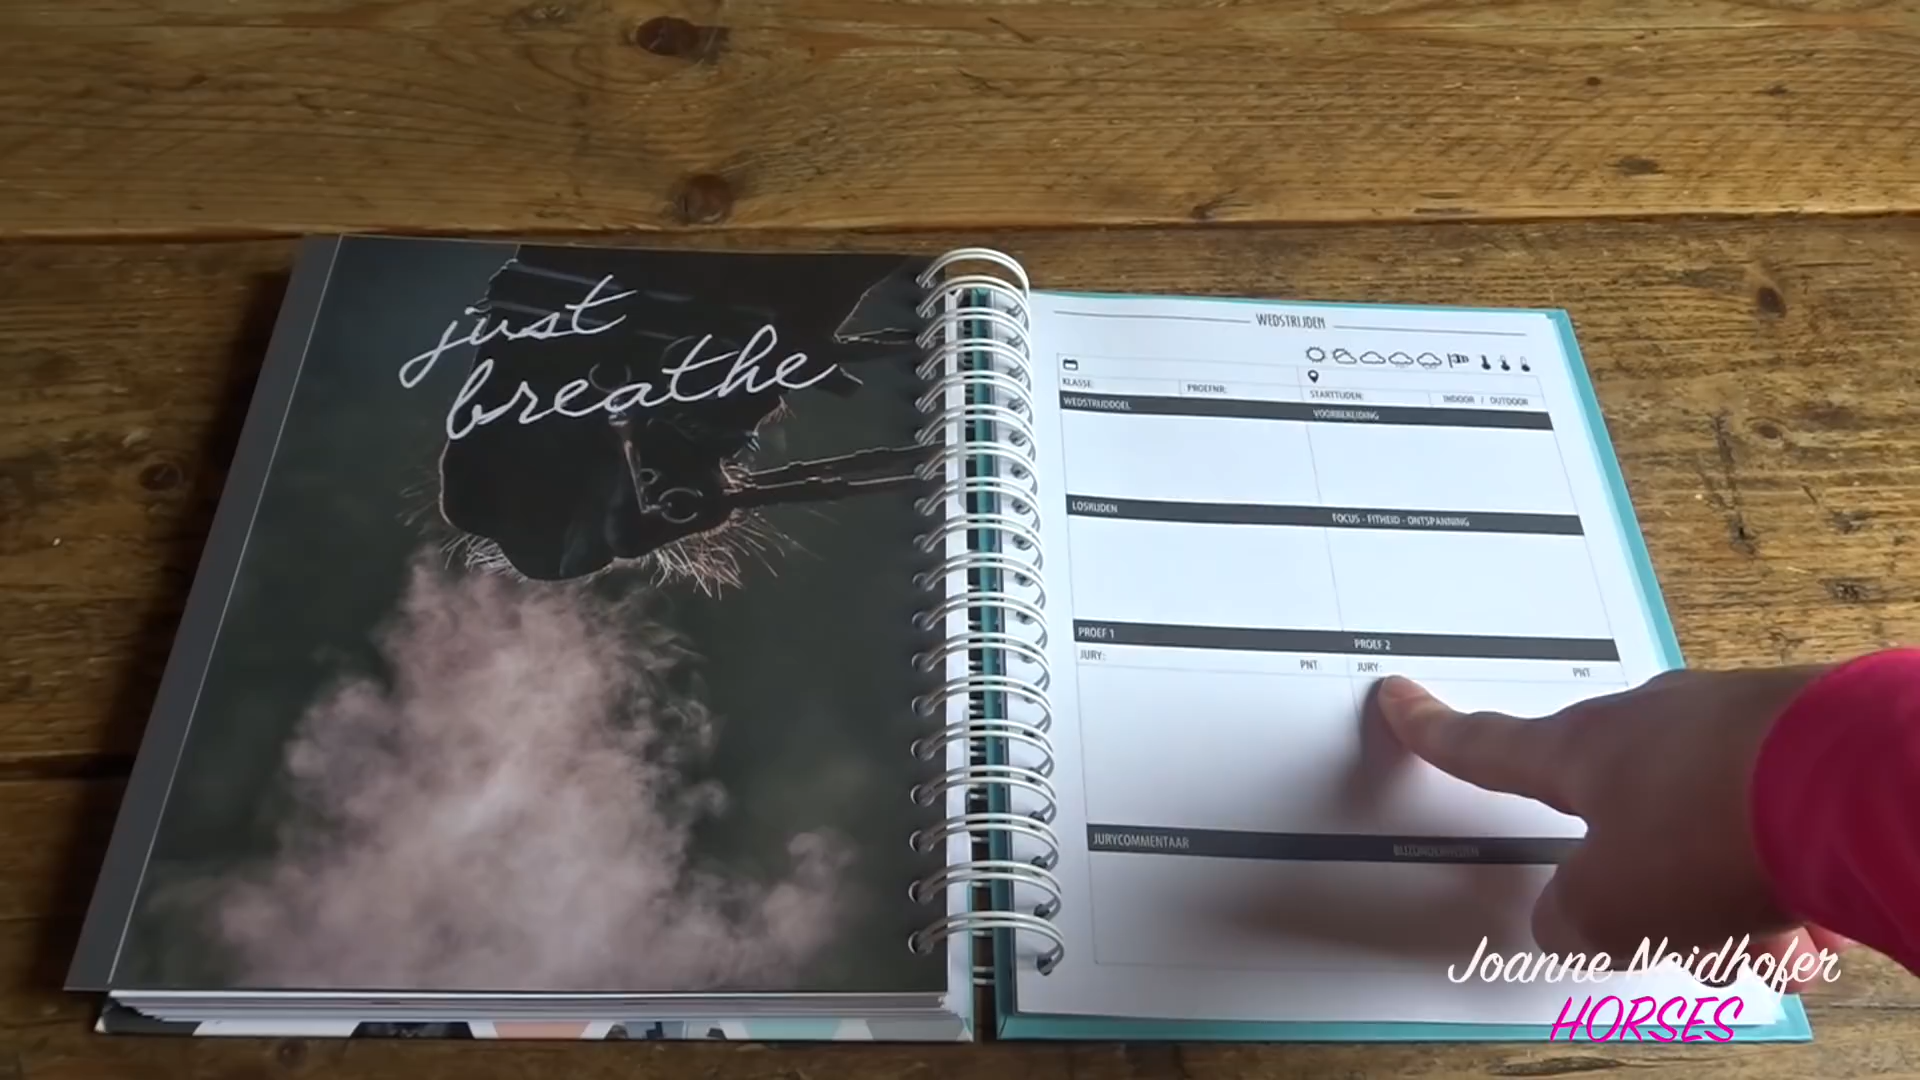 just
breathe
WEDSTRIJDEN
KLASSE: PROEFNR: STARTTIJDEN: INDOOR / OUTDOOR
WEDSTRIJDDOEL VOORBEREIDING
LOSRIJDEN FOCUS - FITHEID - ONTSPANNING
PROEF 1 PROEF 2
JURY: PNT: JURY: PNT:
JURYCOMMENTAAR BIJZONDERHEDEN
Joanne Neidhofer
HORSES